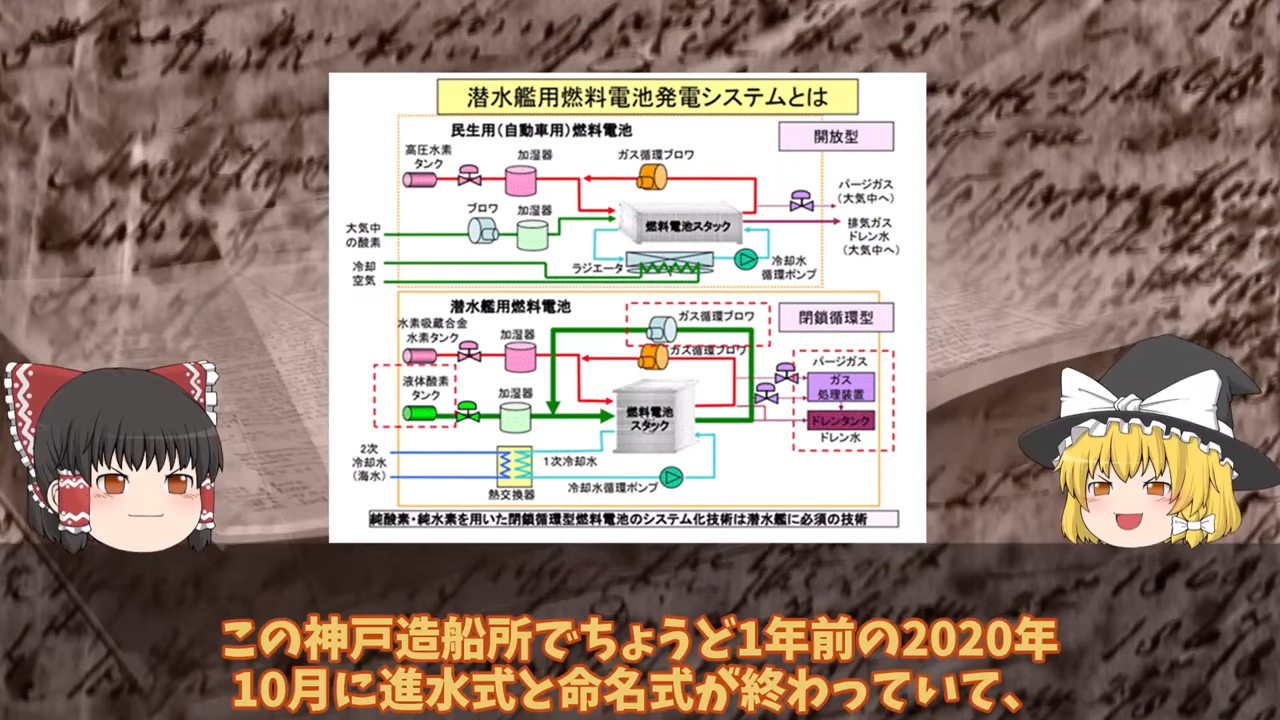 潜水艦用燃料電池発電システムとは
民生用(自動車用)燃料電池
開放型
高圧水素
タンク
加湿器
ガス循環ブロワ
パージガス
(大気中へ)
ブロワ
加湿器
燃料電池スタック
大気中
の酸素
排気ガス
ドレン水
(大気中へ)
冷却
空気
ラジエータ
冷却水
循環ポンプ
潜水艦用燃料電池
閉鎖循環型
水素吸蔵合金
水素タンク
加湿器
ガス循環ブロワ
ガス循環ブロワ
パージガス
液体酸素
タンク
加湿器
燃料電池
スタック
ガス
処理装置
ドレンタンク
ドレン水
2次
冷却水
(海水)
1次冷却水
熱交換器
冷却水循環ポンプ
純酸素・純水素を用いた閉鎖循環型燃料電池のシステム化技術は潜水艦に必須の技術
この神戸造船所でちょうど1年前の2020年
10月に進水式と命名式が終わっていて、